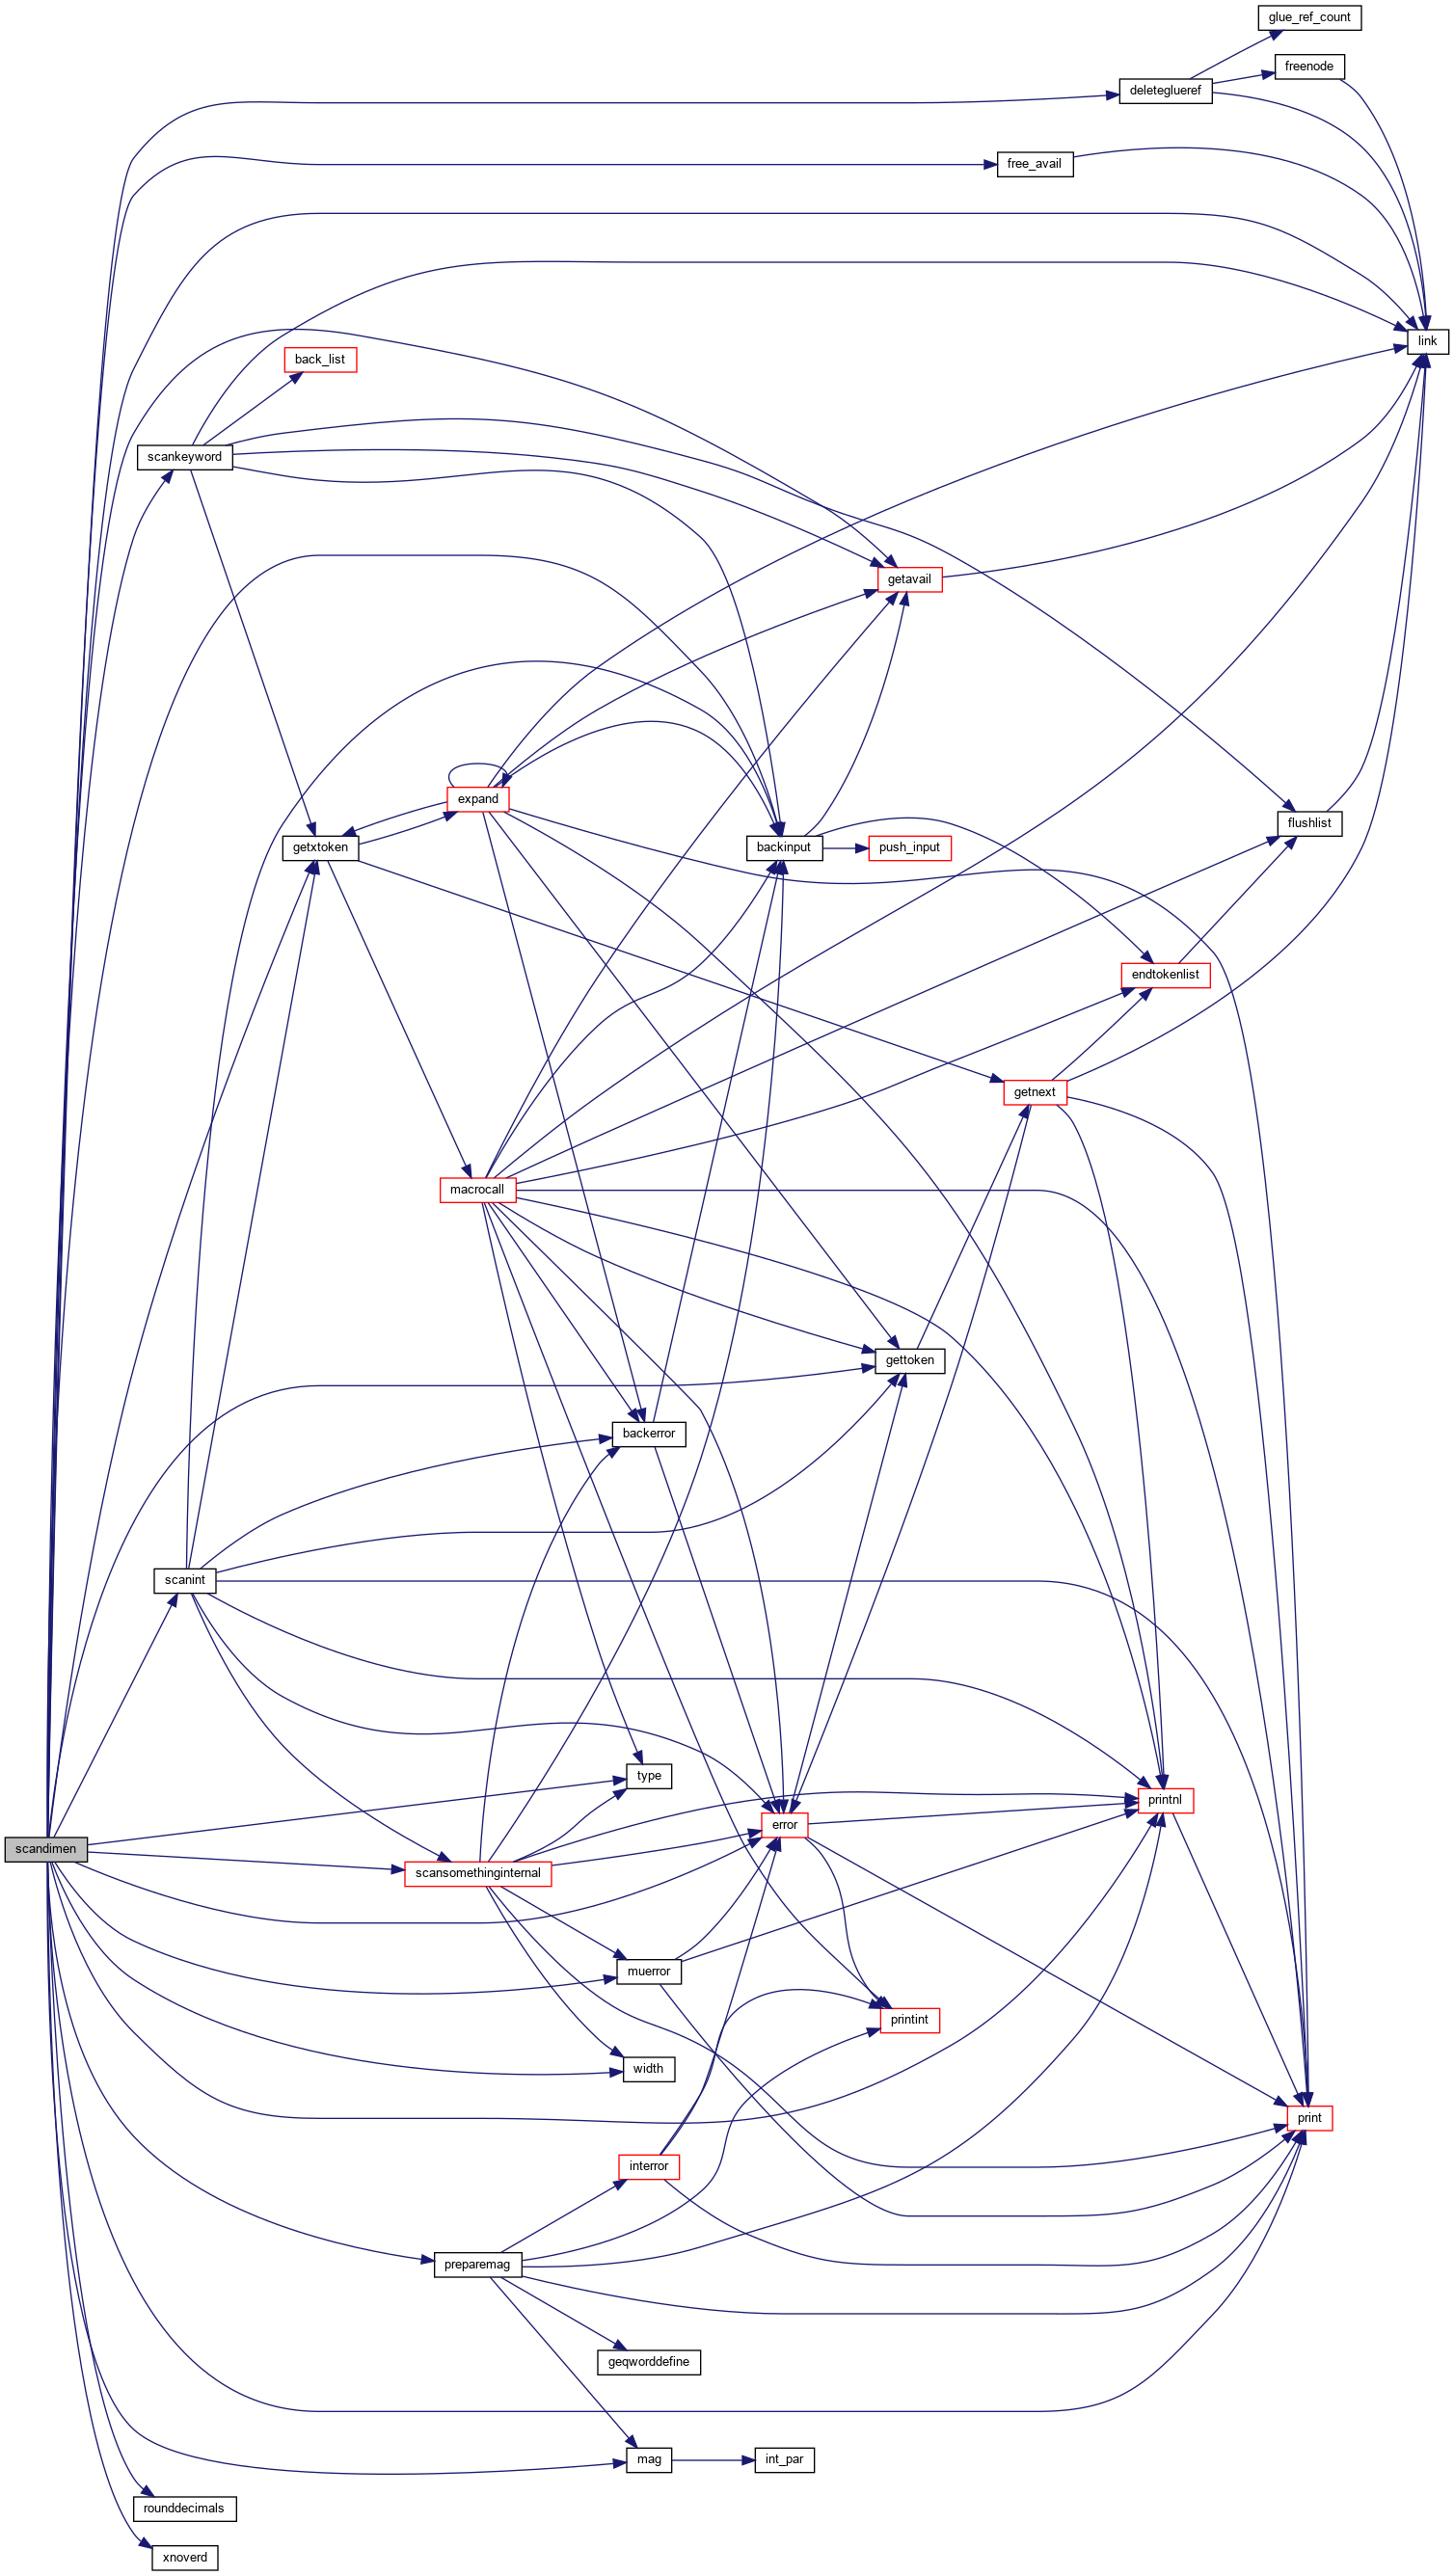 glue_ref_count
freenode
deleteglueref
free_avail
link
back_list
scankeyword
getavail
expand
flushlist
getxtoken
backinput
push_input
endtokenlist
getnext
macrocall
gettoken
backerror
scanint
type
printnl
error
scandimen
scansomethinginternal
muerror
printint
width
print
interror
preparemag
geqworddefine
mag
int_par
rounddecimals
xnoverd